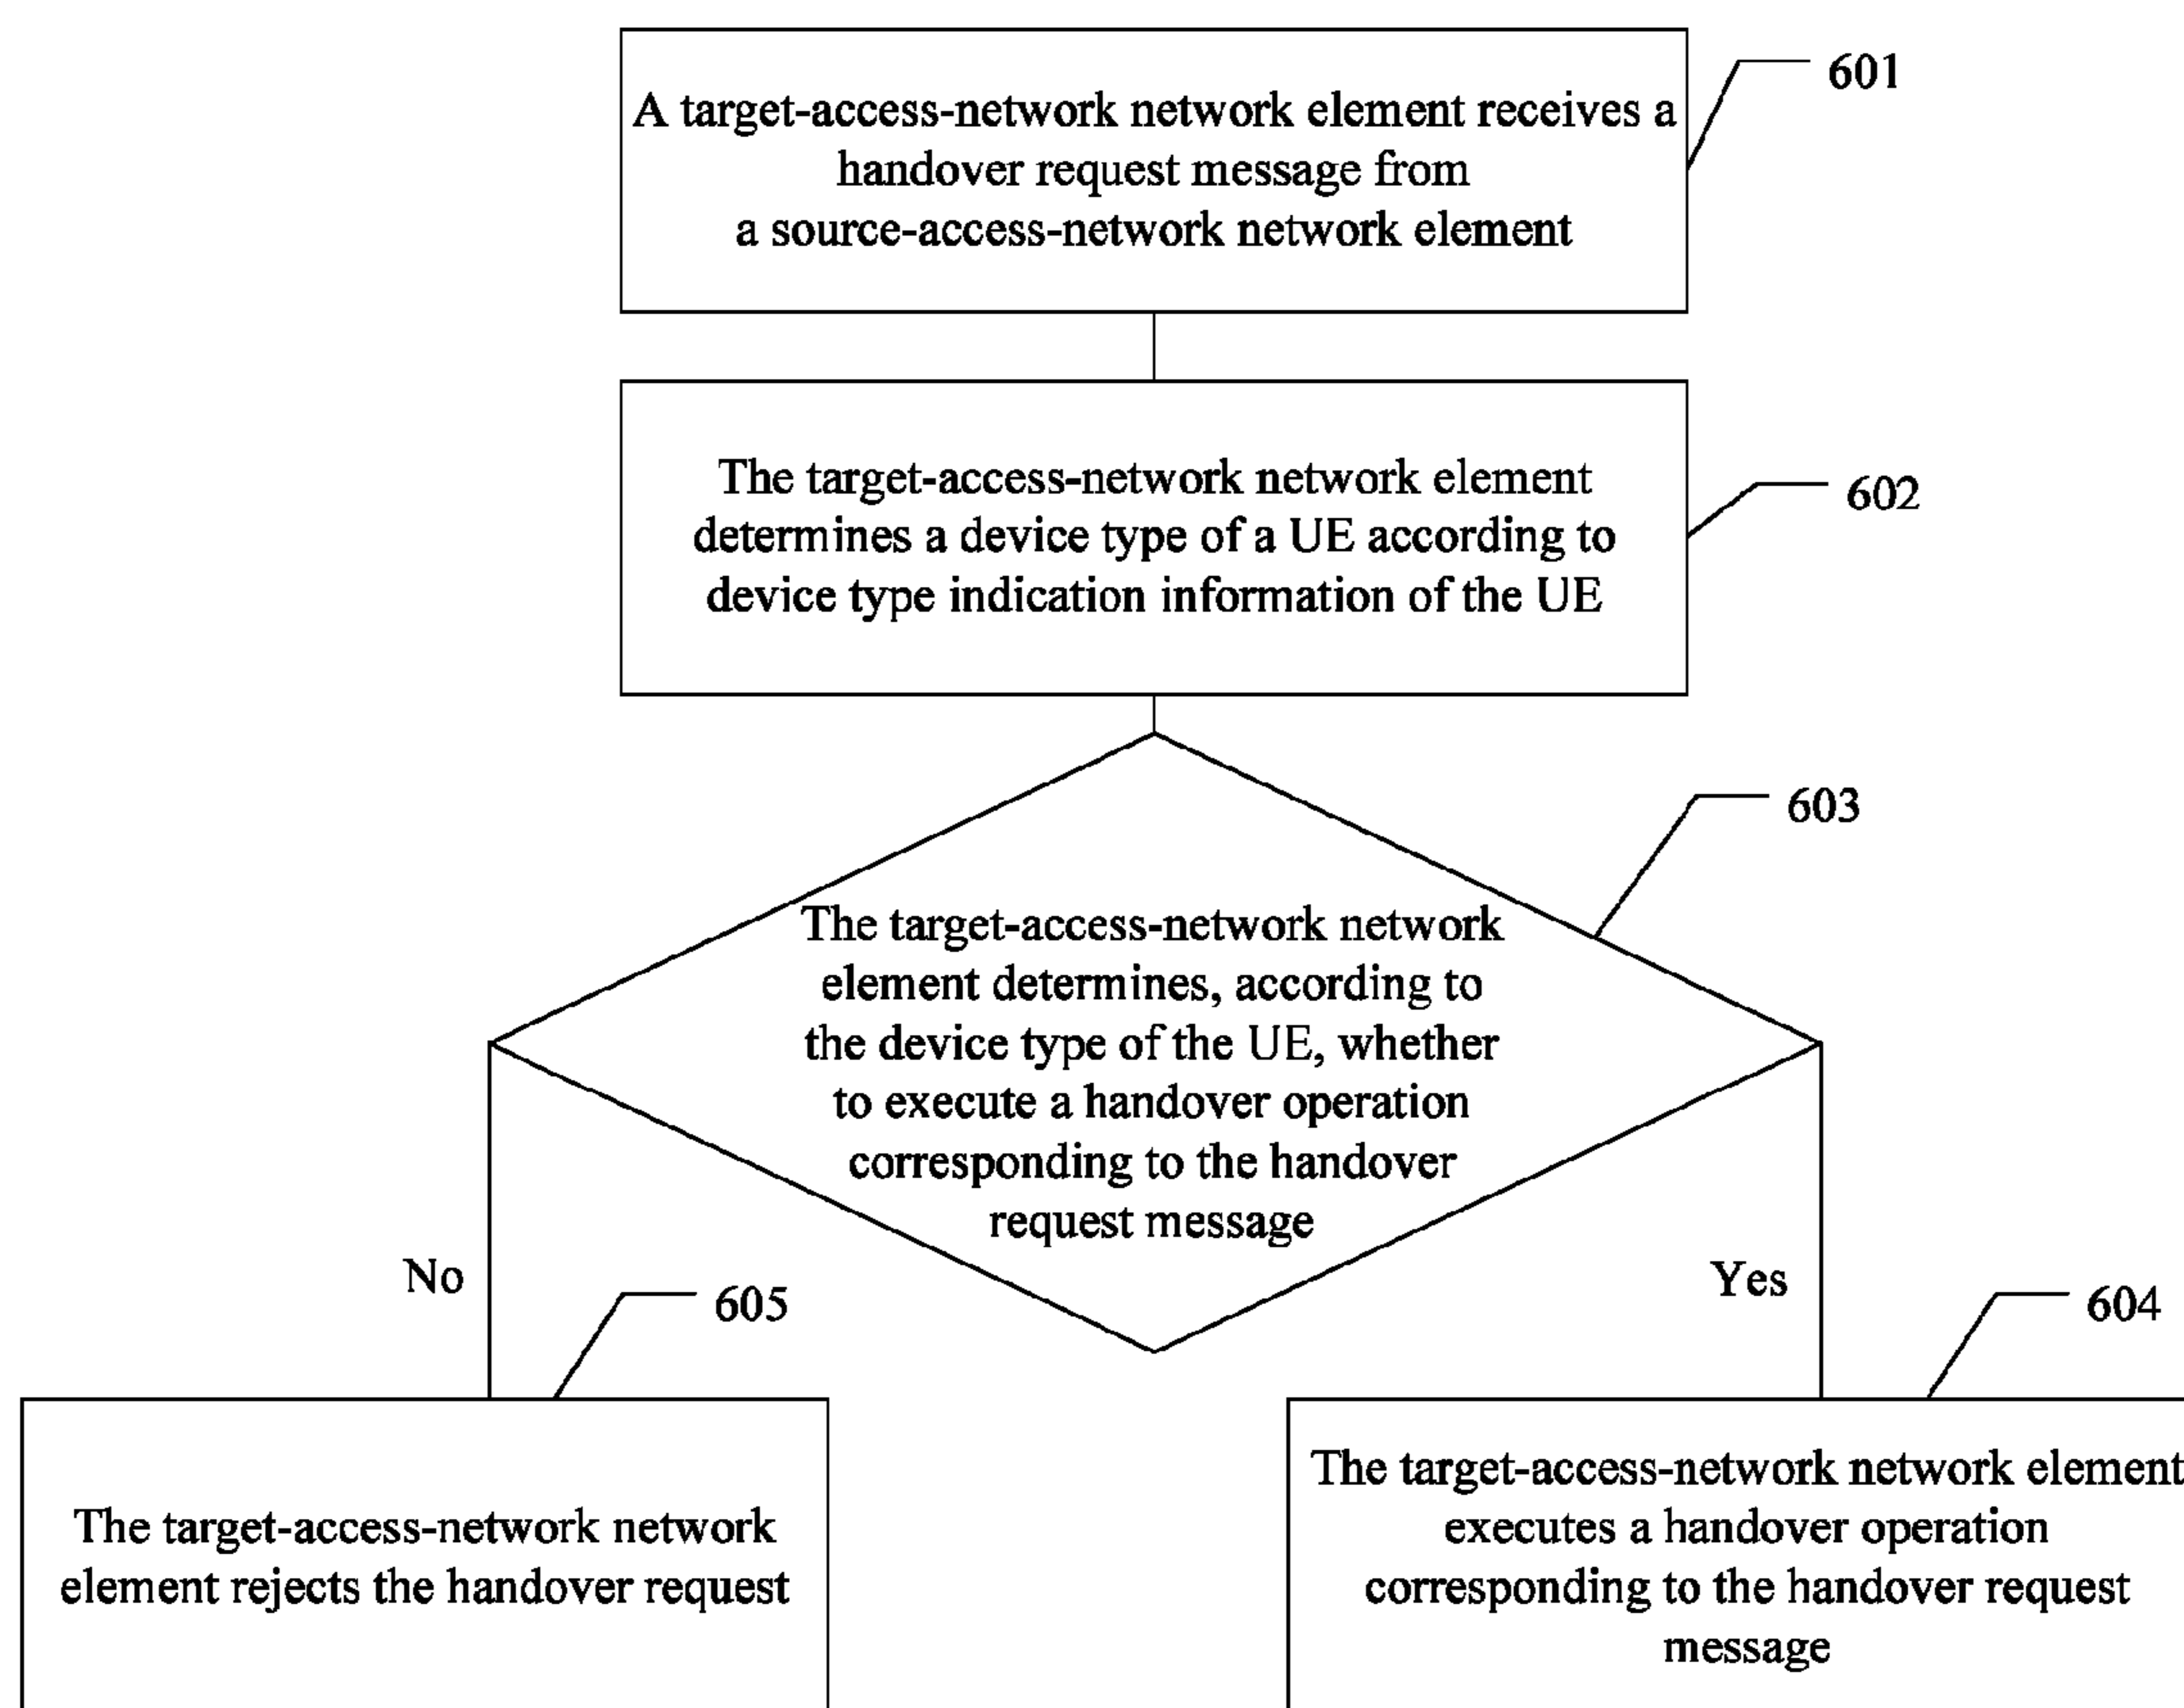 A target-access-network network element receives a
handover request message from
a source-access-network network element
601
The target-access-network network element
determines a device type of a UE according to
device type indication information of the UE
602
603
The target-access-network network
element determines, according to
the device type of the UE, whether
to execute a handover operation
corresponding to the handover
request message
No
Yes
605
604
The target-access-network network
element rejects the handover request
The target-access-network network element
executes a handover operation
corresponding to the handover request
message